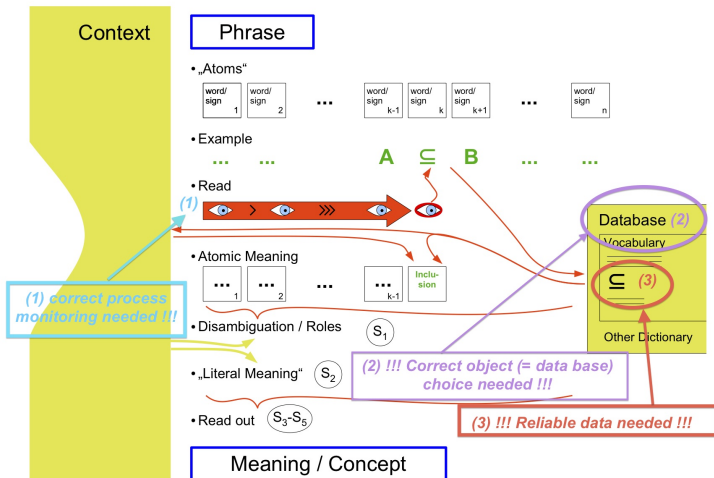 Context
Phrase
• „Atoms“
word/ sign 1
word/ sign 2
...
word/ sign k-1
word/ sign k
word/ sign k+1
...
word/ sign n
• Example
... ... A ⊆ B ... ...
• Read
(1)
> >>>
Database (2)
Vocabulary
⊆ (3)
Other Dictionary
• Atomic Meaning
... 1
... 2
...
... k-1
Inclu-
sion
(1) correct process
monitoring needed !!!
• Disambiguation / Roles
S1
(2) !!! Correct object (= data base)
choice needed !!!
• „Literal Meaning“
S2
• Read out
S3-S5
(3) !!! Reliable data needed !!!
Meaning / Concept